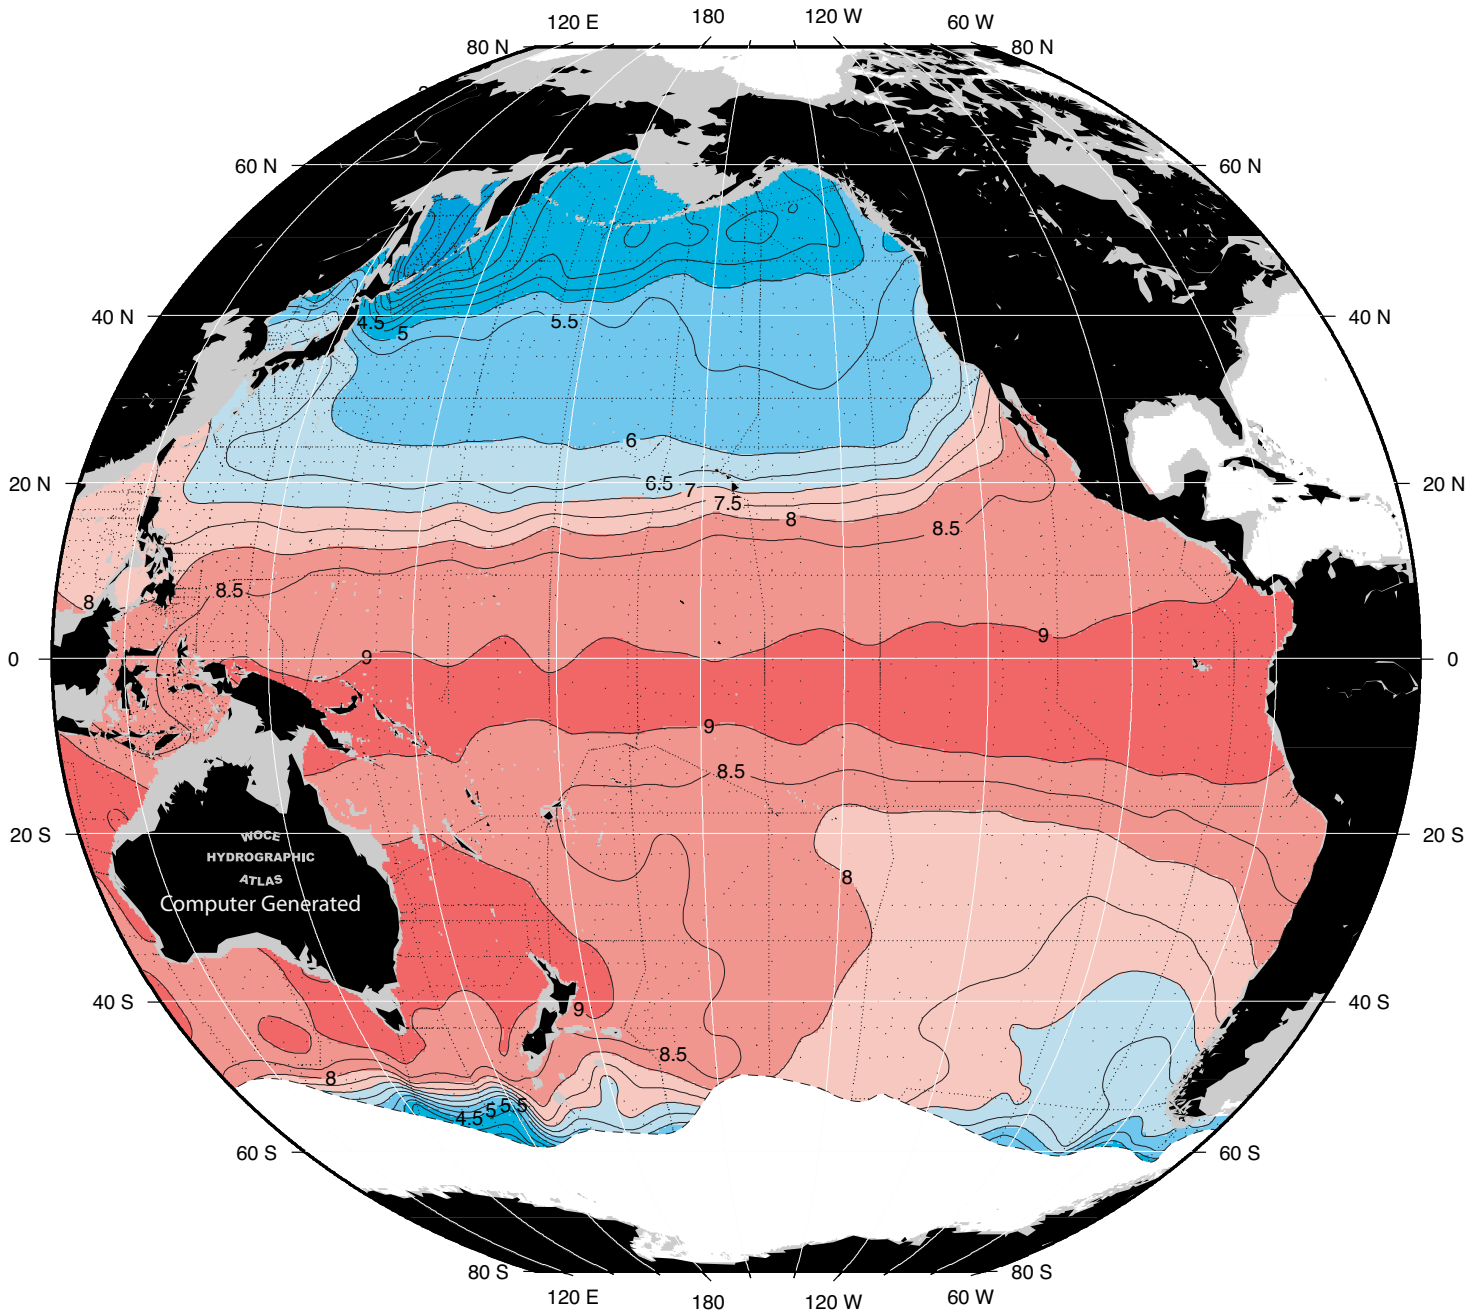 120 E 180 120 W 60 W
80 N 80 N
60 N 60 N
40 N 4.5 5 5.5 40 N
6
20 N 6.5 7 20 N
7.5 8 8.5
8.5
8
9
0 9 0
9
8.5
20 S WOCE 20 S
HYDROGRAPHIC
ATLAS 8
Computer Generated
40 S 9 40 S
8.5
8
4.5 5 5.5
60 S 60 S
80 S 80 S
120 E 180 120 W 60 W